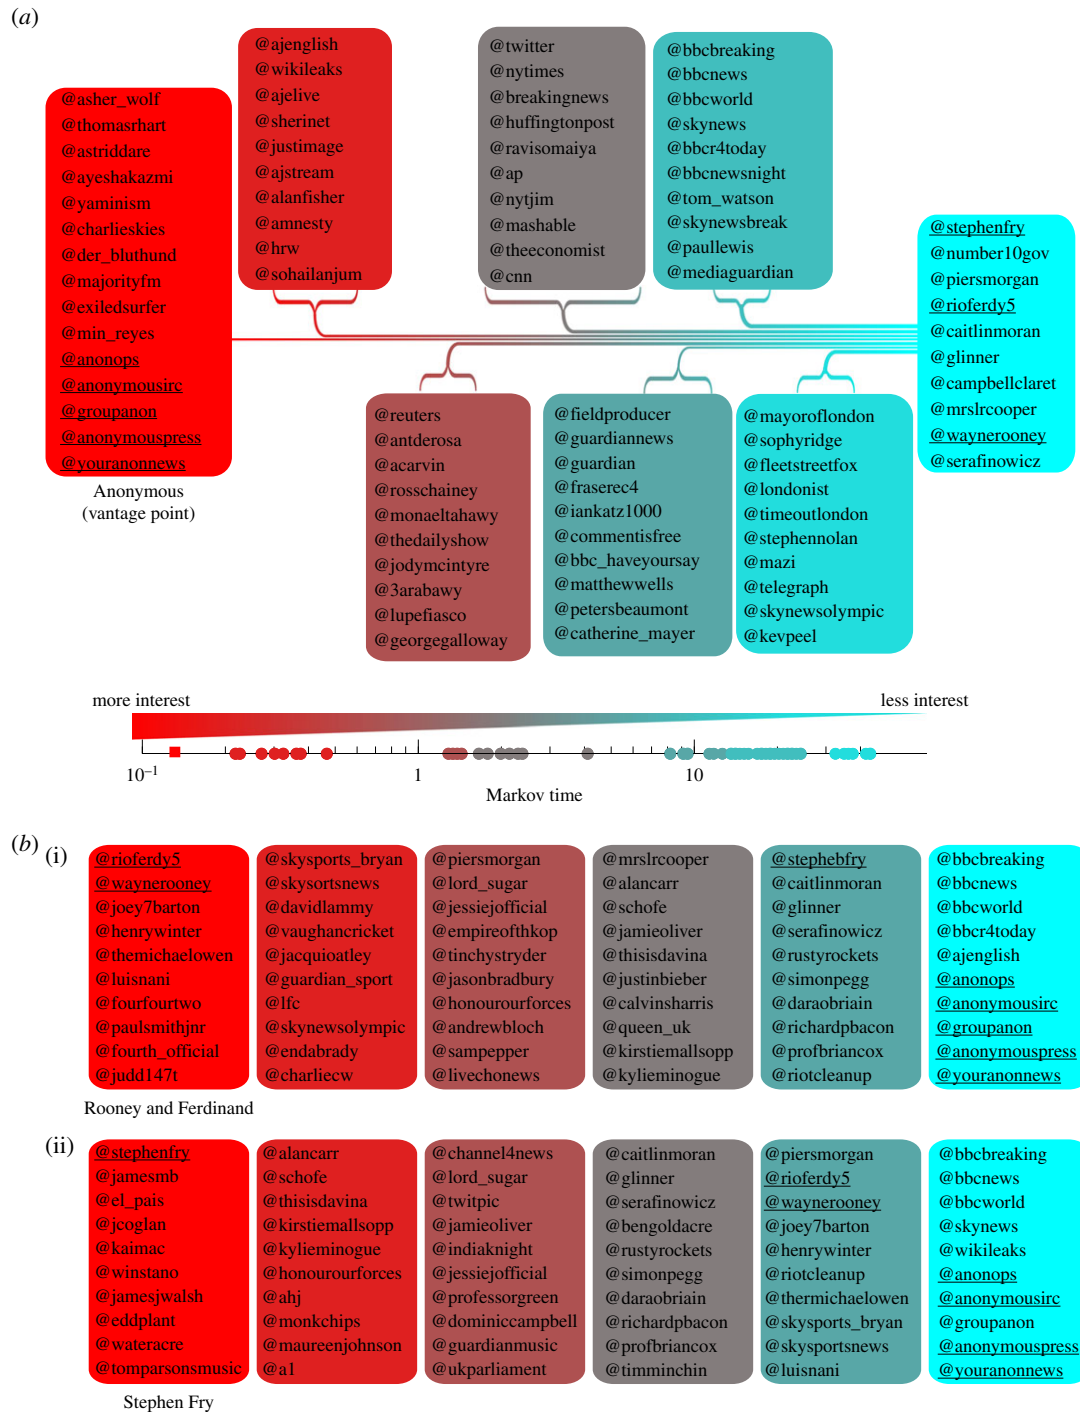 (a)
@asher_wolf
@thomasrhart
@astriddare
@ayeshakazmi
@yaminism
@charlieskies
@der_bluthund
@majorityfm
@exiledsurfer
@min_reyes
@anonops
@anonymousirc
@groupanon
@anonymouspress
@youranonnews
Anonymous
(vantage point)
@ajenglish
@wikileaks
@ajelive
@sherinet
@justimage
@ajstream
@alanfisher
@amnesty
@hrw
@sohailanjum
@twitter
@nytimes
@breakingnews
@huffingtonpost
@ravisomaiya
@ap
@nytjim
@mashable
@theeconomist
@cnn
@bbcbreaking
@bbcnews
@bbcworld
@skynews
@bbcr4today
@bbcnewsnight
@tom_watson
@skynewsbreak
@paullewis
@mediaguardian
@stephenfry
@number10gov
@piersmorgan
@rioferdy5
@caitlinmoran
@glinner
@campbellclaret
@mrslrcooper
@waynerooney
@serafinowicz
@reuters
@antderosa
@acarvin
@rosschainey
@monaeltahawy
@thedailyshow
@jodymcintyre
@3arabawy
@lupefiasco
@georgegalloway
@fieldproducer
@guardiannews
@guardian
@fraserec4
@iankatz1000
@commentisfree
@bbc_haveyoursay
@matthewwells
@petersbeaumont
@catherine_mayer
@mayoroflondon
@sophyridge
@fleetstreetfox
@londonist
@timeoutlondon
@stephennolan
@mazi
@telegraph
@skynewsolympic
@kevpeel
more interest
less interest
10⁻¹
1
10
Markov time
(b)
(i)
@rioferdy5
@waynerooney
@joey7barton
@henrywinter
@themichaelowen
@luisnani
@fourfourtwo
@paulsmithjnr
@fourth_official
@judd147t
Rooney and Ferdinand
@skysports_bryan
@skysortsnews
@davidlammy
@vaughancricket
@jacquioatley
@guardian_sport
@lfc
@skynewsolympic
@endabrady
@charliecw
@piersmorgan
@lord_sugar
@jessiejofficial
@empireofthkop
@tinchystryder
@jasonbradbury
@honourourforces
@andrewbloch
@sampepper
@livechonews
@mrslrcooper
@alancarr
@schofe
@jamieoliver
@thisisdavina
@justinbieber
@calvinsharris
@queen_uk
@kirstiemallsopp
@kylieminogue
@stephebfry
@caitlinmoran
@glinner
@serafinowicz
@rustyrockets
@simonpegg
@daraobriain
@richardpbacon
@profbriancox
@riotcleanup
@bbcbreaking
@bbcnews
@bbcworld
@bbcr4today
@ajenglish
@anonops
@anonymousirc
@groupanon
@anonymouspress
@youranonnews
(ii)
@stephenfry
@jamesmb
@el_pais
@jcoglan
@kaimac
@winstano
@jamesjwalsh
@eddplant
@wateracre
@tomparsonsmusic
Stephen Fry
@alancarr
@schofe
@thisisdavina
@kirstiemallsopp
@kylieminogue
@honourourforces
@ahj
@monkchips
@maureenjohnson
@a1
@channel4news
@lord_sugar
@twitpic
@jamieoliver
@indiaknight
@jessiejofficial
@professorgreen
@dominiccampbell
@guardianmusic
@ukparliament
@caitlinmoran
@glinner
@serafinowicz
@bengoldacre
@rustyrockets
@simonpegg
@daraobriain
@richardpbacon
@profbriancox
@timminchin
@piersmorgan
@rioferdy5
@waynerooney
@joey7barton
@henrywinter
@riotcleanup
@thermichaelowen
@skysports_bryan
@skysportsnews
@luisnani
@bbcbreaking
@bbcnews
@bbcworld
@skynews
@wikileaks
@anonops
@anonymousirc
@groupanon
@anonymouspress
@youranonnews